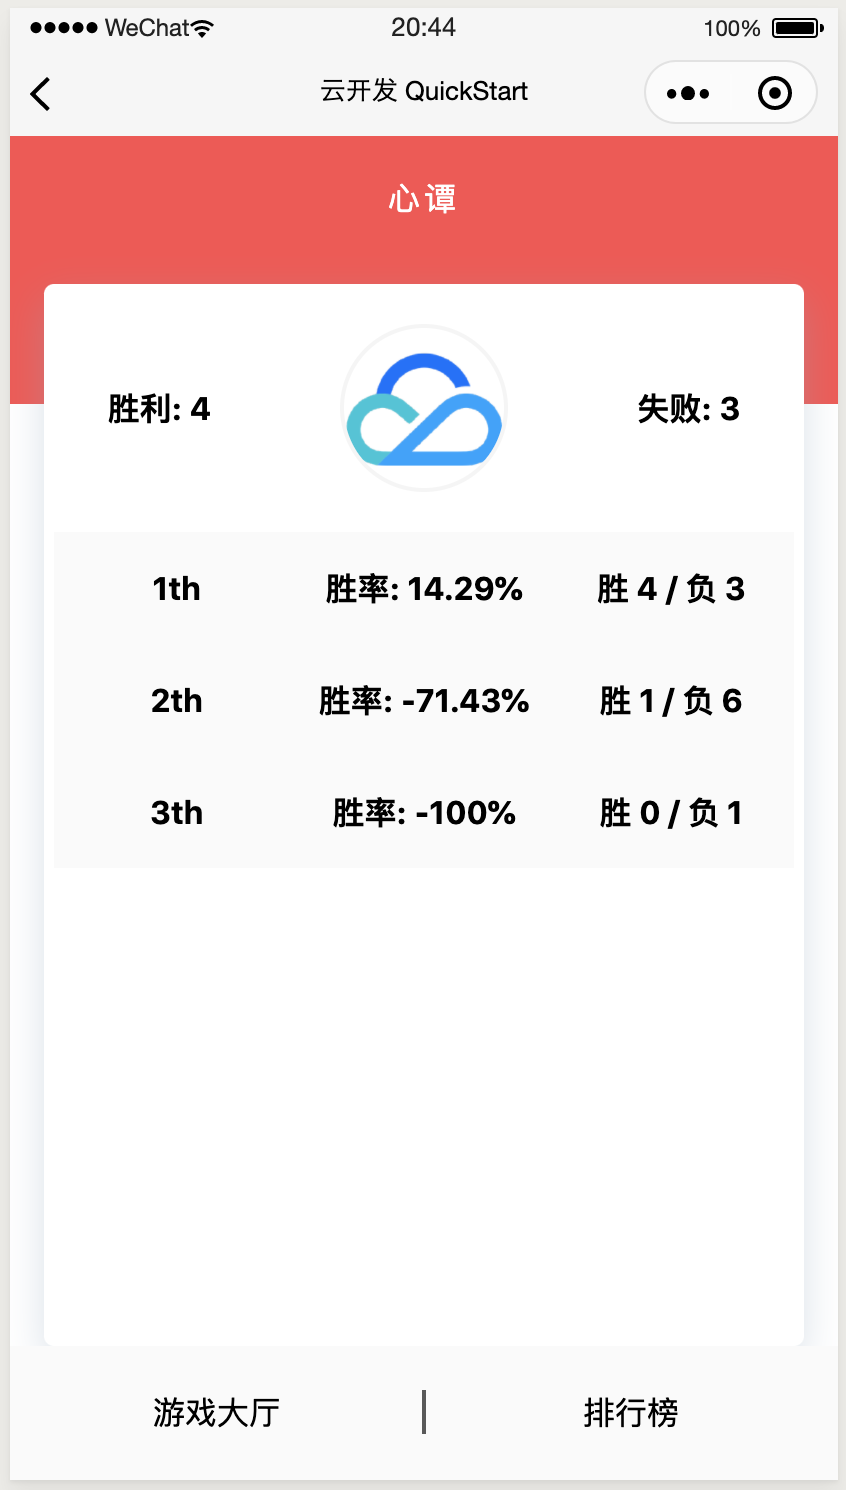 WeChat 20:44 100%
云开发 QuickStart
心谭
胜利: 4 失败: 3
1th 胜率: 14.29% 胜 4 / 负 3
2th 胜率: -71.43% 胜 1 / 负 6
3th 胜率: -100% 胜 0 / 负 1
游戏大厅 排行榜